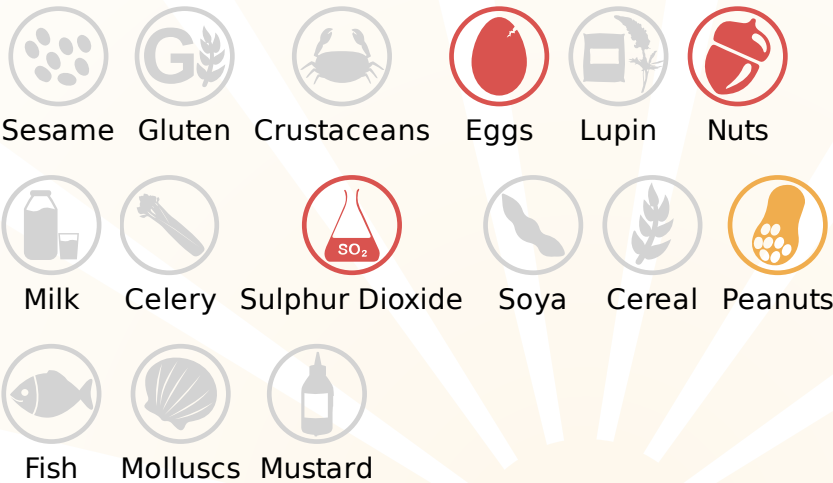 G
Sesame Gluten Crustaceans Eggs Lupin Nuts
SO₂
Milk Celery Sulphur Dioxide Soya Cereal Peanuts
Fish Molluscs Mustard